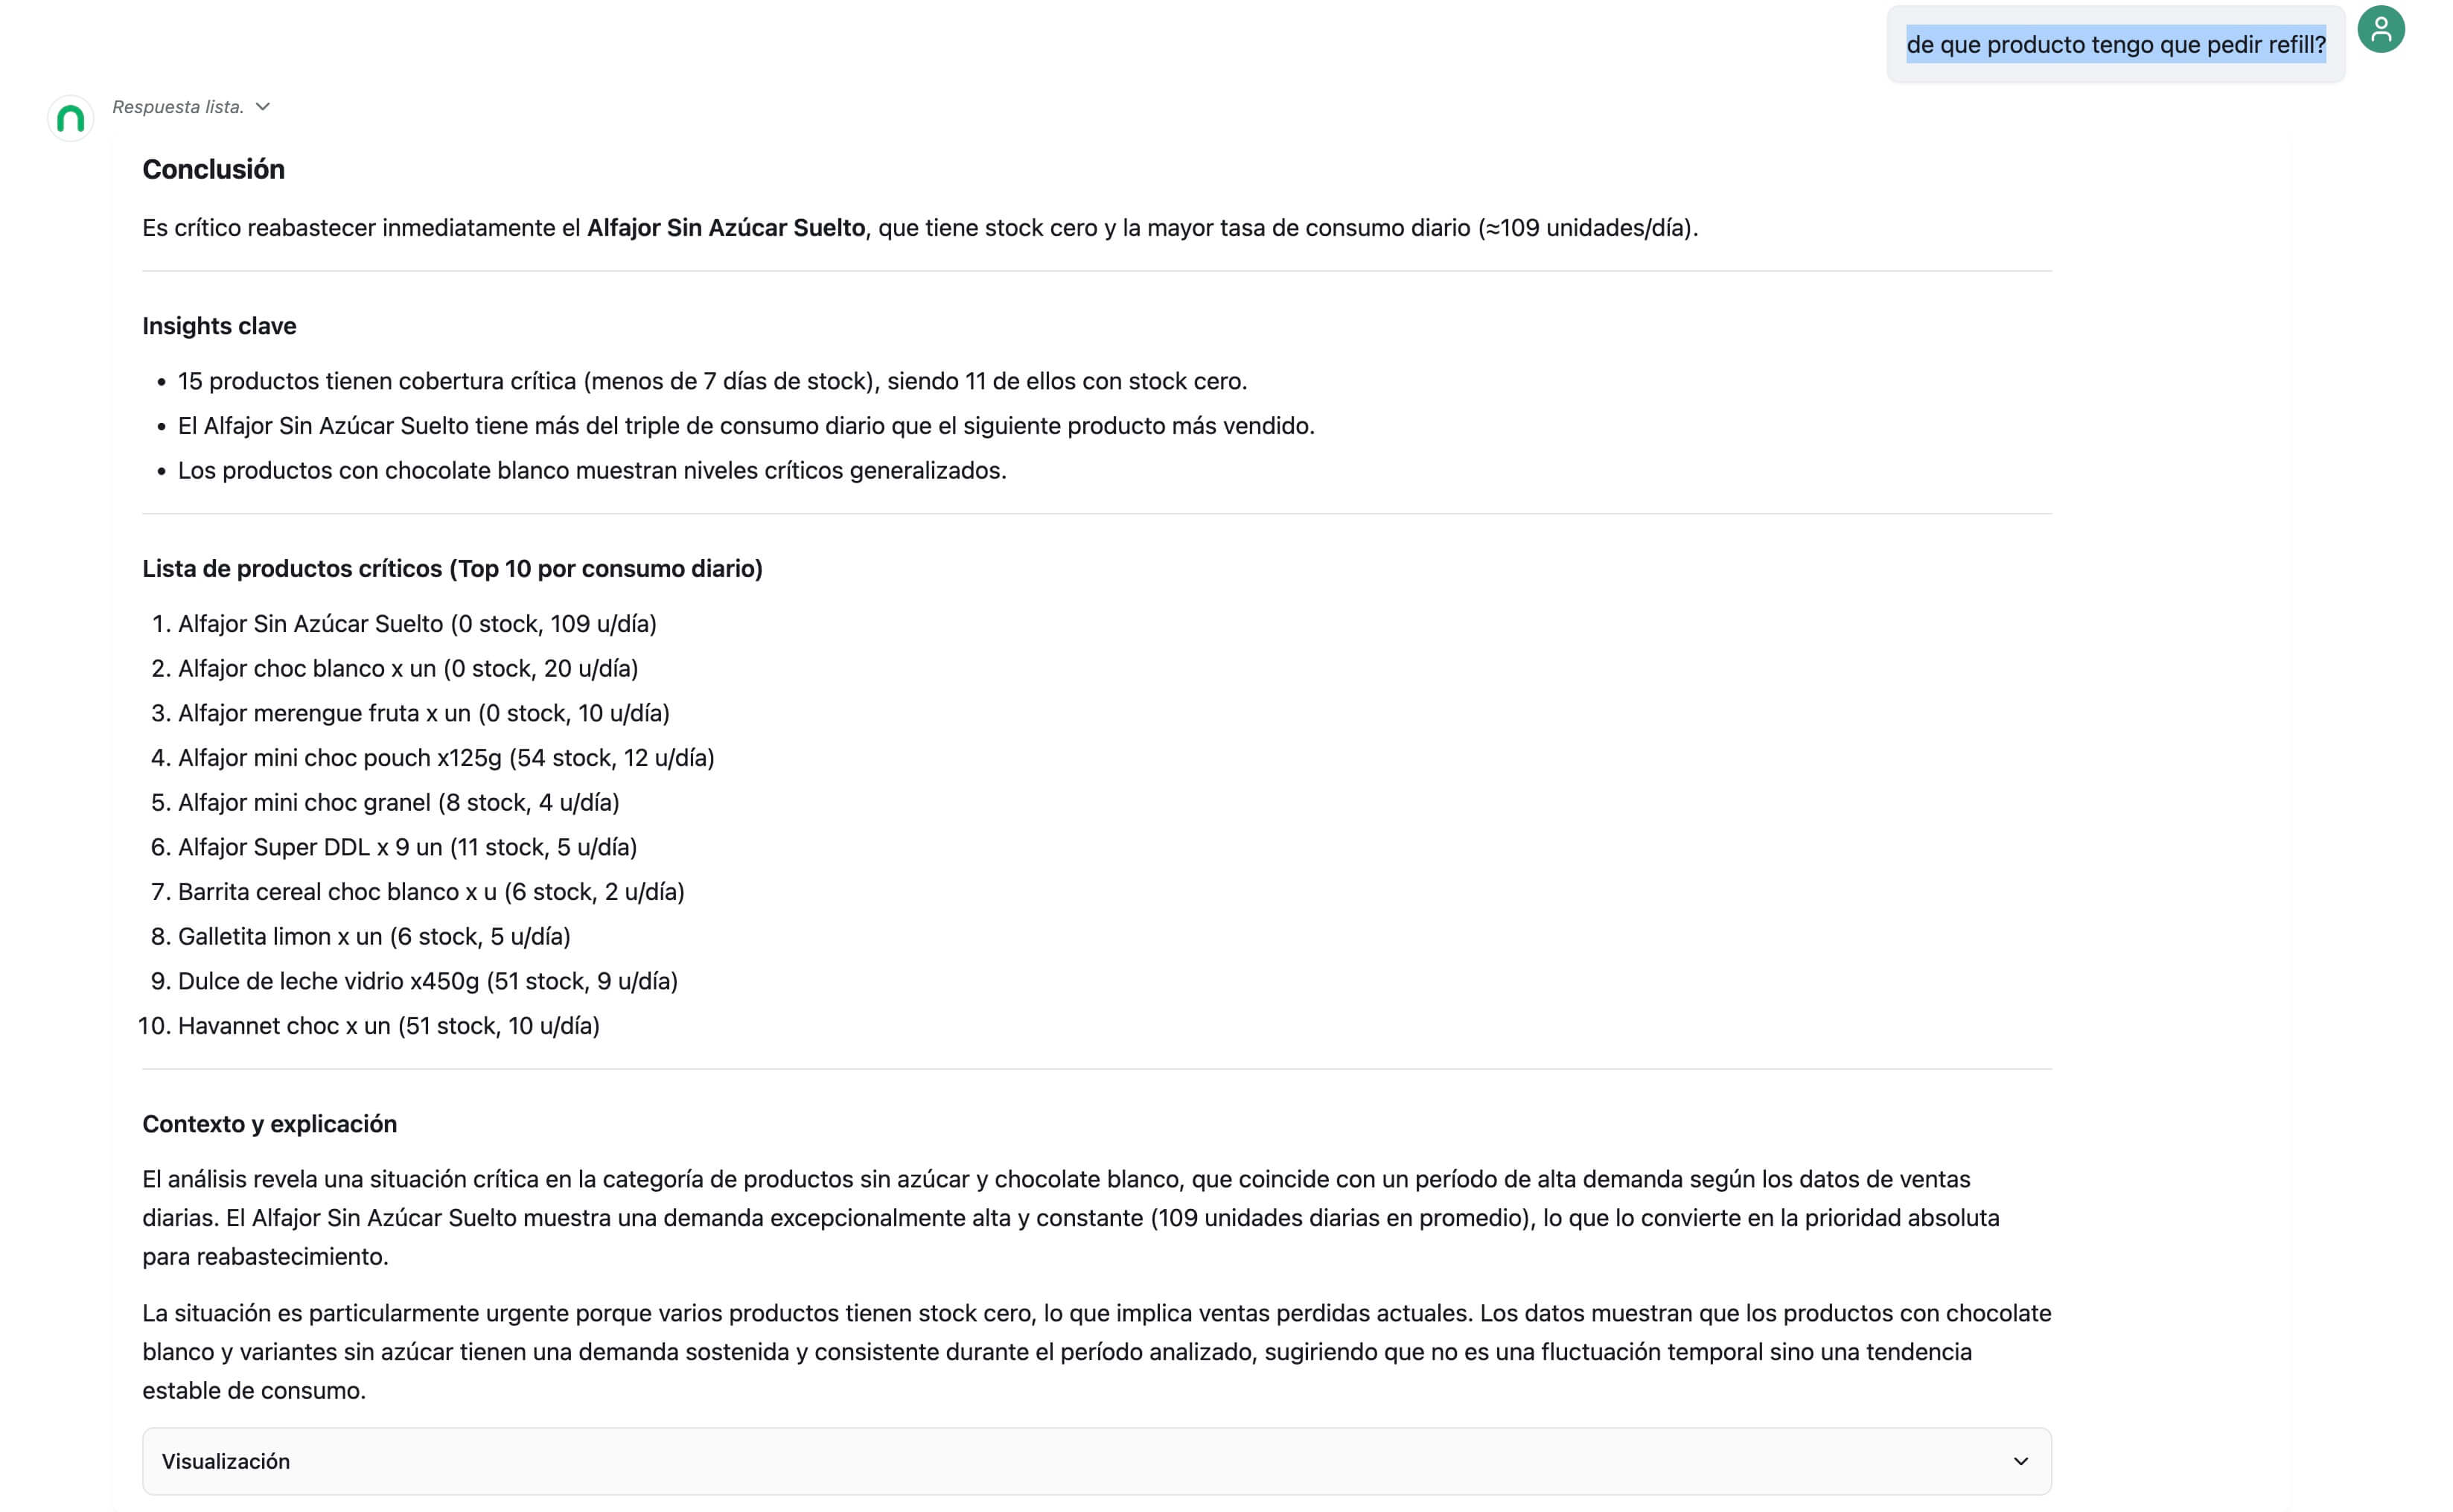 de que producto tengo que pedir refill?
Respuesta lista.
Conclusión
Es crítico reabastecer inmediatamente el Alfajor Sin Azúcar Suelto, que tiene stock cero y la mayor tasa de consumo diario (≈109 unidades/día).
Insights clave
• 15 productos tienen cobertura crítica (menos de 7 días de stock), siendo 11 de ellos con stock cero.
• El Alfajor Sin Azúcar Suelto tiene más del triple de consumo diario que el siguiente producto más vendido.
• Los productos con chocolate blanco muestran niveles críticos generalizados.
Lista de productos críticos (Top 10 por consumo diario)
1. Alfajor Sin Azúcar Suelto (0 stock, 109 u/día)
2. Alfajor choc blanco x un (0 stock, 20 u/día)
3. Alfajor merengue fruta x un (0 stock, 10 u/día)
4. Alfajor mini choc pouch x125g (54 stock, 12 u/día)
5. Alfajor mini choc granel (8 stock, 4 u/día)
6. Alfajor Super DDL x 9 un (11 stock, 5 u/día)
7. Barrita cereal choc blanco x u (6 stock, 2 u/día)
8. Galletita limon x un (6 stock, 5 u/día)
9. Dulce de leche vidrio x450g (51 stock, 9 u/día)
10. Havannet choc x un (51 stock, 10 u/día)
Contexto y explicación
El análisis revela una situación crítica en la categoría de productos sin azúcar y chocolate blanco, que coincide con un período de alta demanda según los datos de ventas
diarias. El Alfajor Sin Azúcar Suelto muestra una demanda excepcionalmente alta y constante (109 unidades diarias en promedio), lo que lo convierte en la prioridad absoluta
para reabastecimiento.
La situación es particularmente urgente porque varios productos tienen stock cero, lo que implica ventas perdidas actuales. Los datos muestran que los productos con chocolate
blanco y variantes sin azúcar tienen una demanda sostenida y consistente durante el período analizado, sugiriendo que no es una fluctuación temporal sino una tendencia
estable de consumo.
Visualización